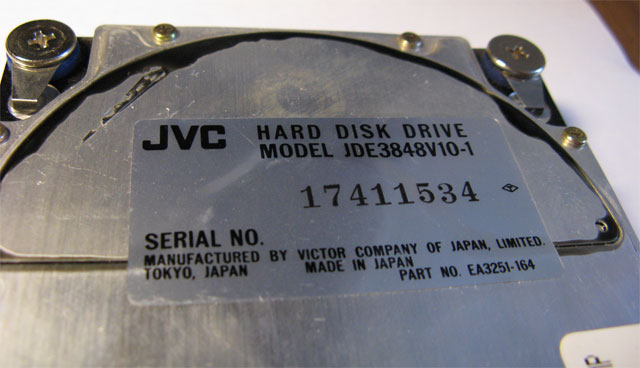 JVC HARD DISK DRIVE
MODEL JDE3848V10-1
17411534
SERIAL NO.
MANUFACTURED BY VICTOR COMPANY OF JAPAN, LIMITED.
TOKYO, JAPAN MADE IN JAPAN
PART NO. EA3251-164